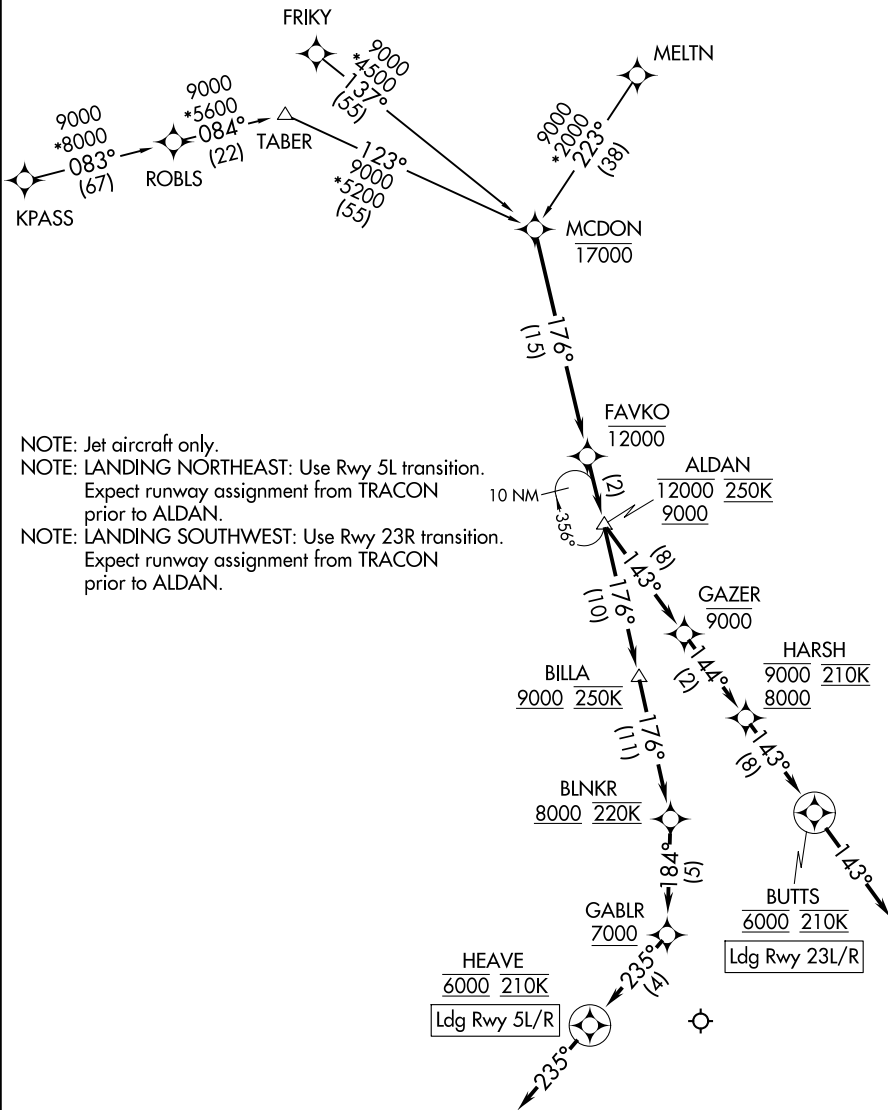 FRIKY
9000
*4500
137°
(55)
MELTN
9000
*2000
223°
(38)
9000
*5600
084°
(22)
TABER
9000
*8000
083°
(67)
ROBLS
KPASS
123°
9000
*5200
(55)
MCDON
17000
176°
(15)
FAVKO
12000
(2)
ALDAN
12000 250K
9000
10 NM
356°
NOTE: Jet aircraft only.
NOTE: LANDING NORTHEAST: Use Rwy 5L transition.
Expect runway assignment from TRACON
prior to ALDAN.
NOTE: LANDING SOUTHWEST: Use Rwy 23R transition.
Expect runway assignment from TRACON
prior to ALDAN.
(8)
143°
176°
(10)
GAZER
9000
144°
(2)
HARSH
9000 210K
8000
BILLA
9000 250K
176°
(11)
143°
(8)
BLNKR
8000 220K
184°
(5)
143°
BUTTS
6000 210K
Ldg Rwy 23L/R
GABLR
7000
235°
(4)
HEAVE
6000 210K
Ldg Rwy 5L/R
235°